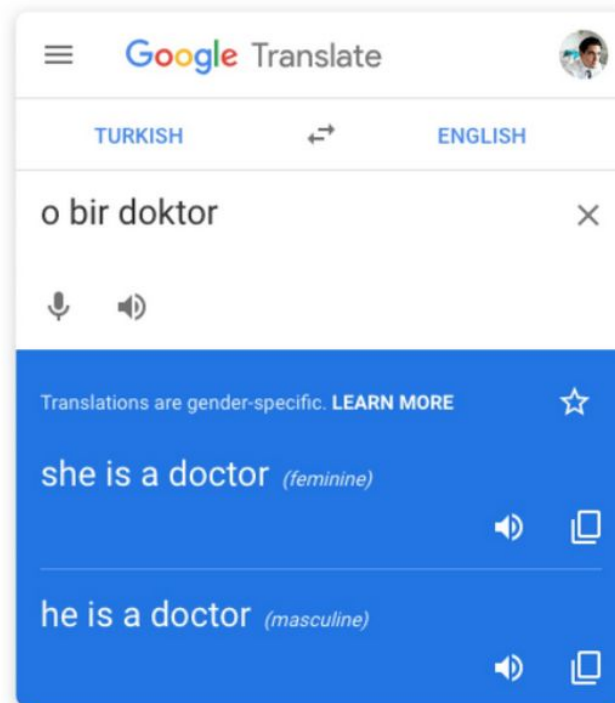 Google Translate
TURKISH ENGLISH
o bir doktor
Translations are gender-specific. LEARN MORE
she is a doctor (feminine)
he is a doctor (masculine)